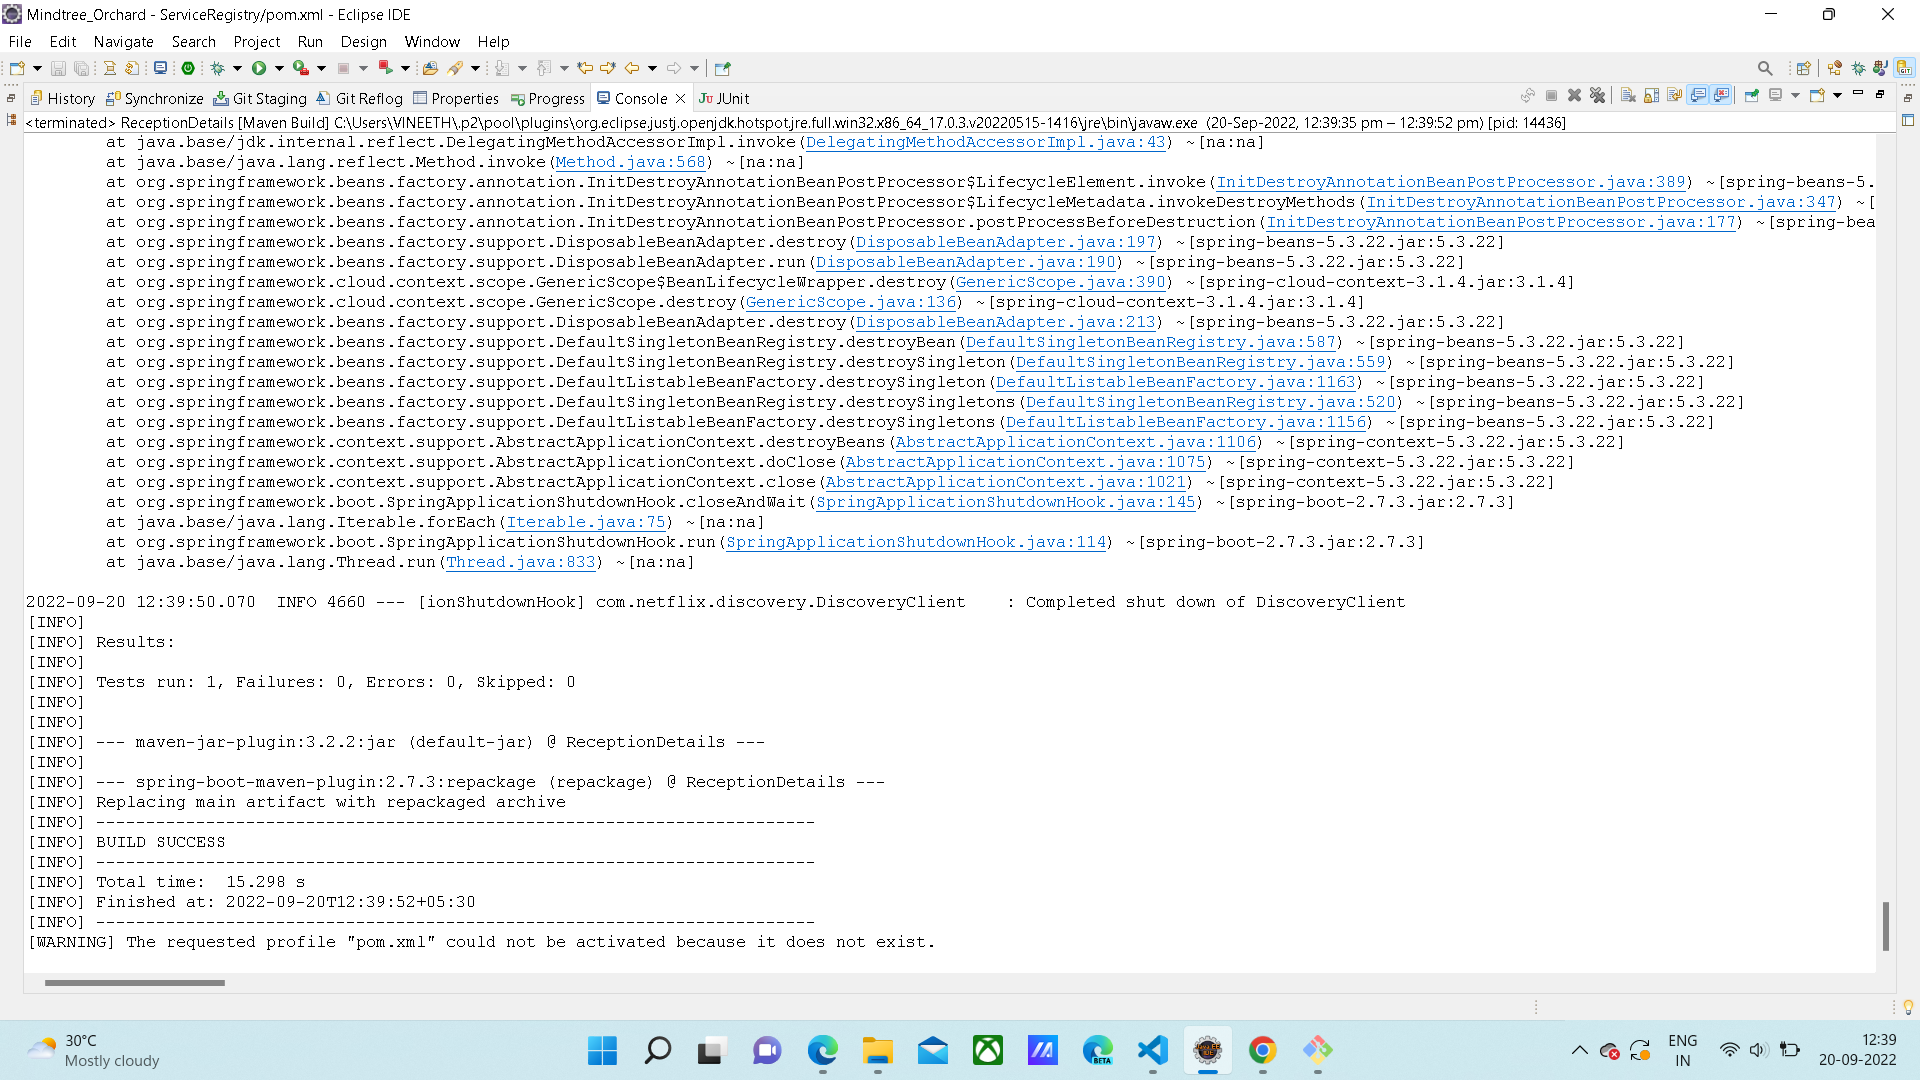 Mindtree_Orchard - ServiceRegistry/pom.xml - Eclipse IDE
File Edit Navigate Search Project Run Design Window Help
History Synchronize Git Staging Git Reflog Properties Progress Console JUnit
<terminated> ReceptionDetails [Maven Build] C:\Users\VINEETH\.p2\pool\plugins\org.eclipse.justj.openjdk.hotspot.jre.full.win32.x86_64_17.0.3.v20220515-1416\jre\bin\javaw.exe (20-Sep-2022, 12:39:35 pm – 12:39:52 pm) [pid: 14436]
at java.base/jdk.internal.reflect.DelegatingMethodAccessorImpl.invoke(DelegatingMethodAccessorImpl.java:43) ~[na:na]
at java.base/java.lang.reflect.Method.invoke(Method.java:568) ~[na:na]
at org.springframework.beans.factory.annotation.InitDestroyAnnotationBeanPostProcessor$LifecycleElement.invoke(InitDestroyAnnotationBeanPostProcessor.java:389) ~[spring-beans-5.
at org.springframework.beans.factory.annotation.InitDestroyAnnotationBeanPostProcessor$LifecycleMetadata.invokeDestroyMethods(InitDestroyAnnotationBeanPostProcessor.java:347) ~[
at org.springframework.beans.factory.annotation.InitDestroyAnnotationBeanPostProcessor.postProcessBeforeDestruction(InitDestroyAnnotationBeanPostProcessor.java:177) ~[spring-bea
at org.springframework.beans.factory.support.DisposableBeanAdapter.destroy(DisposableBeanAdapter.java:197) ~[spring-beans-5.3.22.jar:5.3.22]
at org.springframework.beans.factory.support.DisposableBeanAdapter.run(DisposableBeanAdapter.java:190) ~[spring-beans-5.3.22.jar:5.3.22]
at org.springframework.cloud.context.scope.GenericScope$BeanLifecycleWrapper.destroy(GenericScope.java:390) ~[spring-cloud-context-3.1.4.jar:3.1.4]
at org.springframework.cloud.context.scope.GenericScope.destroy(GenericScope.java:136) ~[spring-cloud-context-3.1.4.jar:3.1.4]
at org.springframework.beans.factory.support.DisposableBeanAdapter.destroy(DisposableBeanAdapter.java:213) ~[spring-beans-5.3.22.jar:5.3.22]
at org.springframework.beans.factory.support.DefaultSingletonBeanRegistry.destroyBean(DefaultSingletonBeanRegistry.java:587) ~[spring-beans-5.3.22.jar:5.3.22]
at org.springframework.beans.factory.support.DefaultSingletonBeanRegistry.destroySingleton(DefaultSingletonBeanRegistry.java:559) ~[spring-beans-5.3.22.jar:5.3.22]
at org.springframework.beans.factory.support.DefaultListableBeanFactory.destroySingleton(DefaultListableBeanFactory.java:1163) ~[spring-beans-5.3.22.jar:5.3.22]
at org.springframework.beans.factory.support.DefaultSingletonBeanRegistry.destroySingletons(DefaultSingletonBeanRegistry.java:520) ~[spring-beans-5.3.22.jar:5.3.22]
at org.springframework.beans.factory.support.DefaultListableBeanFactory.destroySingletons(DefaultListableBeanFactory.java:1156) ~[spring-beans-5.3.22.jar:5.3.22]
at org.springframework.context.support.AbstractApplicationContext.destroyBeans(AbstractApplicationContext.java:1106) ~[spring-context-5.3.22.jar:5.3.22]
at org.springframework.context.support.AbstractApplicationContext.doClose(AbstractApplicationContext.java:1075) ~[spring-context-5.3.22.jar:5.3.22]
at org.springframework.context.support.AbstractApplicationContext.close(AbstractApplicationContext.java:1021) ~[spring-context-5.3.22.jar:5.3.22]
at org.springframework.boot.SpringApplicationShutdownHook.closeAndWait(SpringApplicationShutdownHook.java:145) ~[spring-boot-2.7.3.jar:2.7.3]
at java.base/java.lang.Iterable.forEach(Iterable.java:75) ~[na:na]
at org.springframework.boot.SpringApplicationShutdownHook.run(SpringApplicationShutdownHook.java:114) ~[spring-boot-2.7.3.jar:2.7.3]
at java.base/java.lang.Thread.run(Thread.java:833) ~[na:na]
2022-09-20 12:39:50.070  INFO 4660 --- [ionShutdownHook] com.netflix.discovery.DiscoveryClient    : Completed shut down of DiscoveryClient
[INFO]
[INFO] Results:
[INFO]
[INFO] Tests run: 1, Failures: 0, Errors: 0, Skipped: 0
[INFO]
[INFO]
[INFO] --- maven-jar-plugin:3.2.2:jar (default-jar) @ ReceptionDetails ---
[INFO]
[INFO] --- spring-boot-maven-plugin:2.7.3:repackage (repackage) @ ReceptionDetails ---
[INFO] Replacing main artifact with repackaged archive
[INFO] ------------------------------------------------------------------------
[INFO] BUILD SUCCESS
[INFO] ------------------------------------------------------------------------
[INFO] Total time:  15.298 s
[INFO] Finished at: 2022-09-20T12:39:52+05:30
[INFO] ------------------------------------------------------------------------
[WARNING] The requested profile "pom.xml" could not be activated because it does not exist.
30°C
Mostly cloudy
BETA
ENG
IN
12:39
20-09-2022